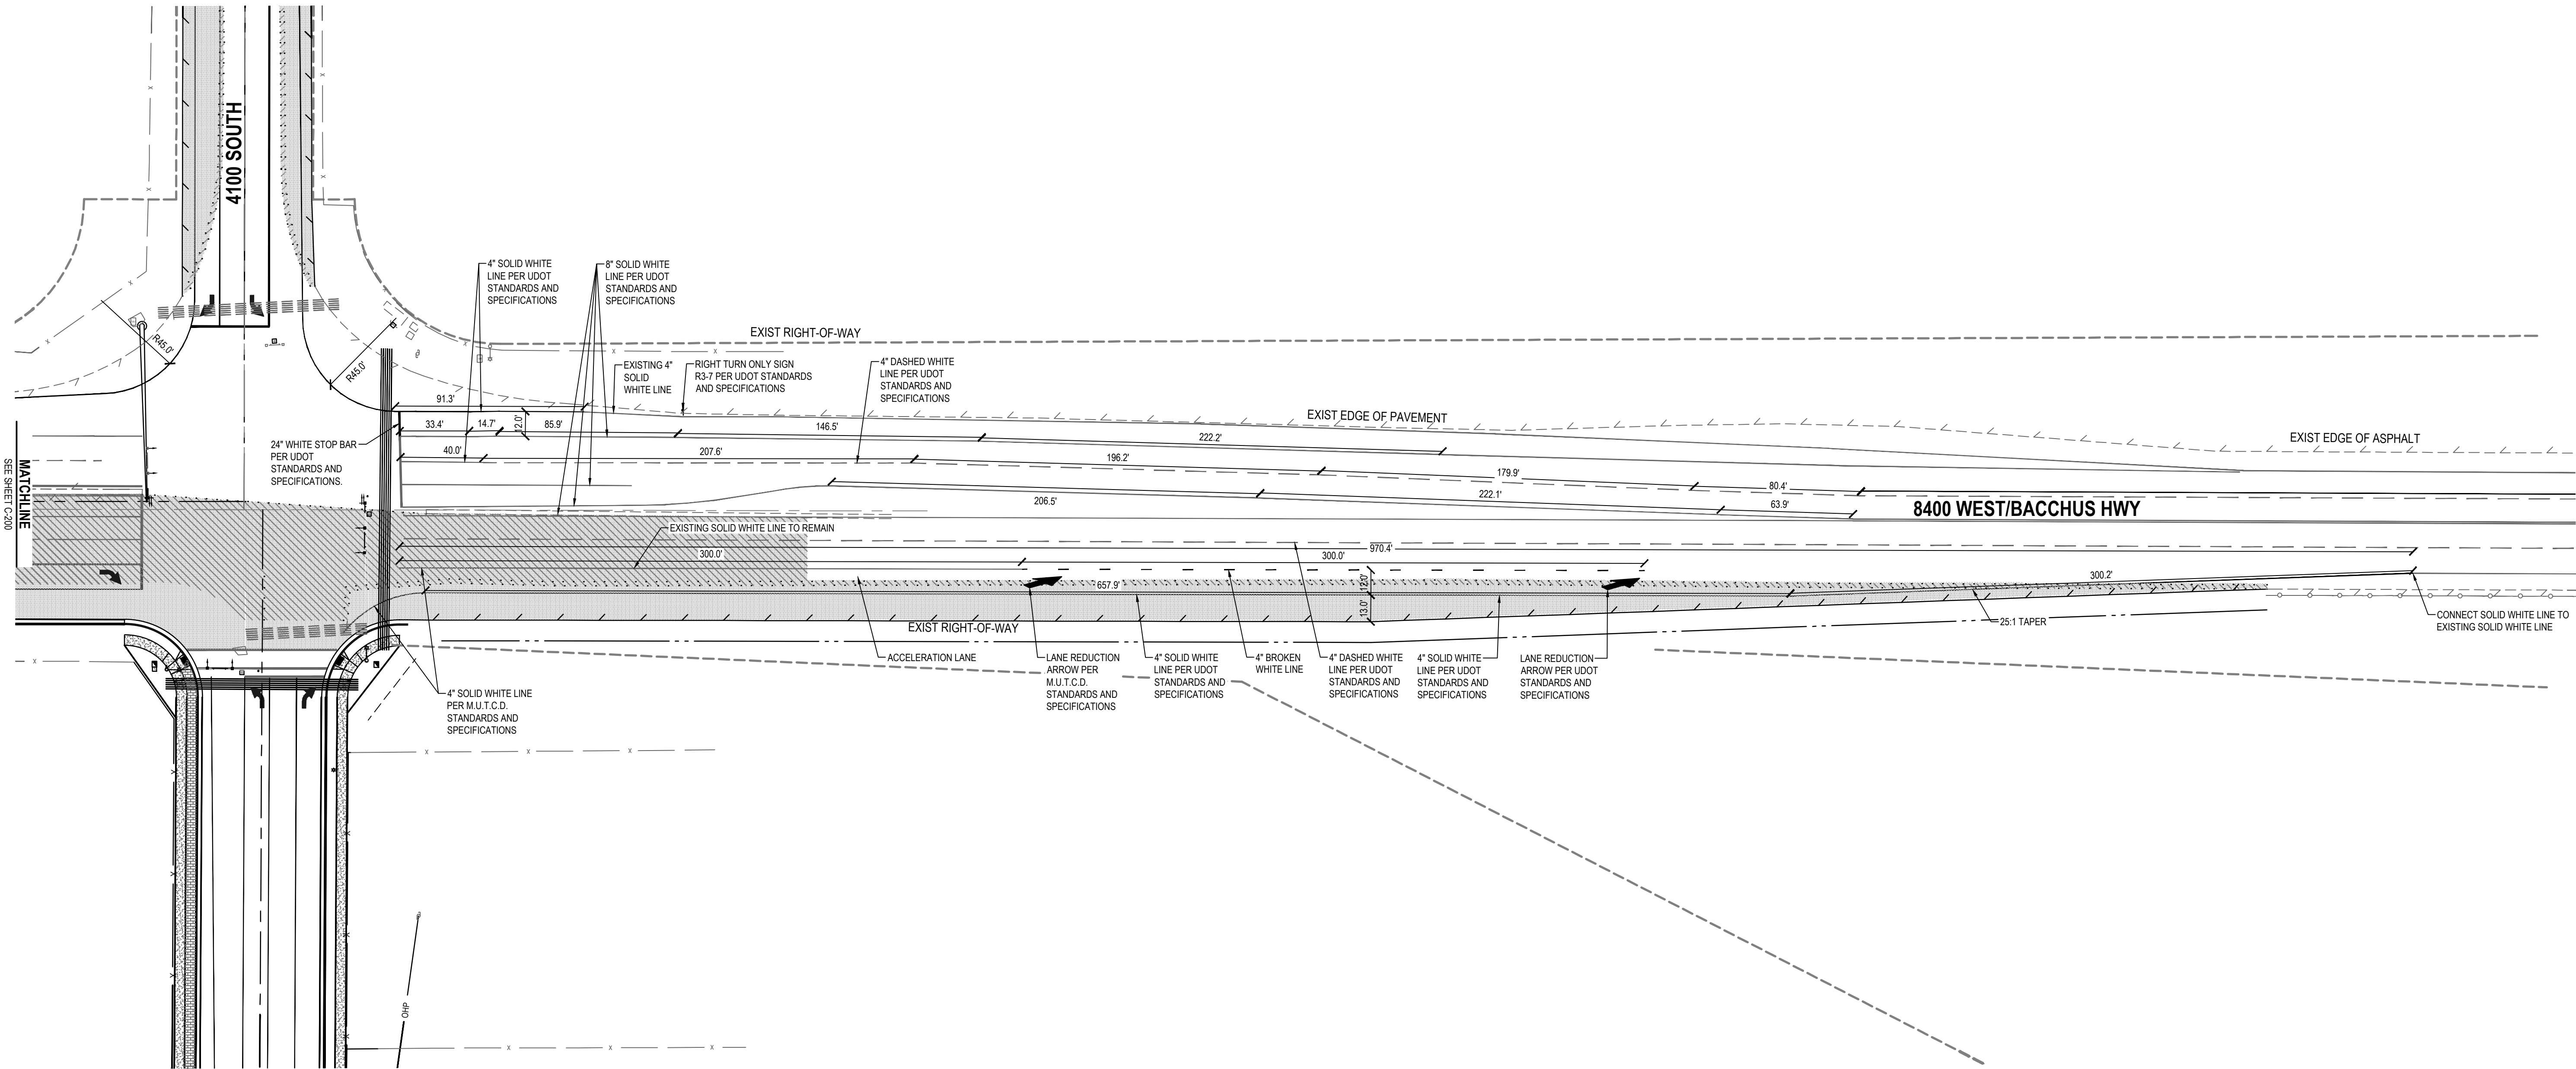 4100 SOUTH
4" SOLID WHITE
LINE PER UDOT
STANDARDS AND
SPECIFICATIONS
8" SOLID WHITE
LINE PER UDOT
STANDARDS AND
SPECIFICATIONS
EXIST RIGHT-OF-WAY
R45.0'
R45.0'
EXISTING 4"
SOLID
WHITE LINE
RIGHT TURN ONLY SIGN
R3-7 PER UDOT STANDARDS
AND SPECIFICATIONS
4" DASHED WHITE
LINE PER UDOT
STANDARDS AND
SPECIFICATIONS
91.3'
12.0'
33.4'
14.7'
85.9'
146.5'
222.2'
EXIST EDGE OF PAVEMENT
EXIST EDGE OF ASPHALT
24" WHITE STOP BAR
PER UDOT
STANDARDS AND
SPECIFICATIONS.
40.0'
207.6'
196.2'
179.9'
80.4'
MATCHLINE
SEE SHEET C-200
206.5'
222.1'
63.9'
8400 WEST/BACCHUS HWY
EXISTING SOLID WHITE LINE TO REMAIN
970.4'
300.0'
300.0'
657.9'
12.0'
13.0'
300.2'
EXIST RIGHT-OF-WAY
25:1 TAPER
CONNECT SOLID WHITE LINE TO
EXISTING SOLID WHITE LINE
ACCELERATION LANE
LANE REDUCTION
ARROW PER
M.U.T.C.D.
STANDARDS AND
SPECIFICATIONS
4" SOLID WHITE
LINE PER UDOT
STANDARDS AND
SPECIFICATIONS
4" BROKEN
WHITE LINE
4" DASHED WHITE
LINE PER UDOT
STANDARDS AND
SPECIFICATIONS
4" SOLID WHITE
LINE PER UDOT
STANDARDS AND
SPECIFICATIONS
LANE REDUCTION
ARROW PER UDOT
STANDARDS AND
SPECIFICATIONS
4" SOLID WHITE LINE
PER M.U.T.C.D.
STANDARDS AND
SPECIFICATIONS
OHP